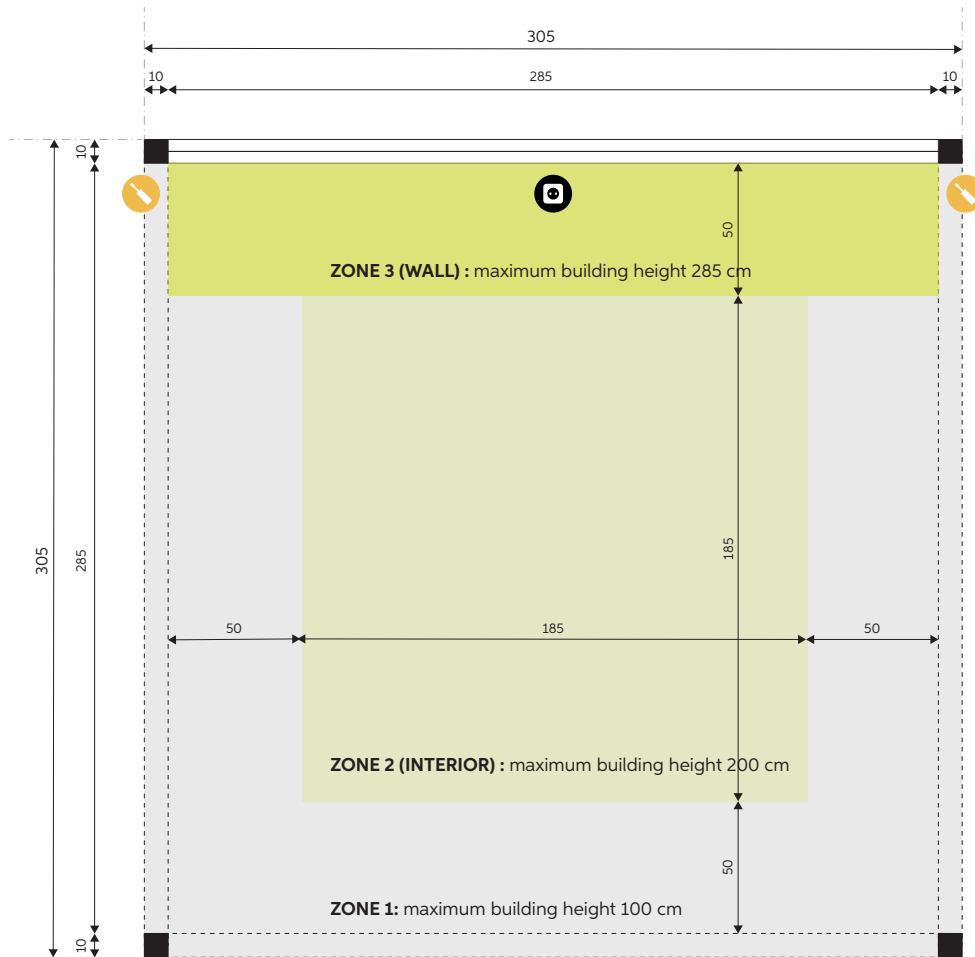 305
10 285 10
10
50
ZONE 3 (WALL) : maximum building height 285 cm
305
285
185
50 185 50
ZONE 2 (INTERIOR) : maximum building height 200 cm
50
ZONE 1: maximum building height 100 cm
10